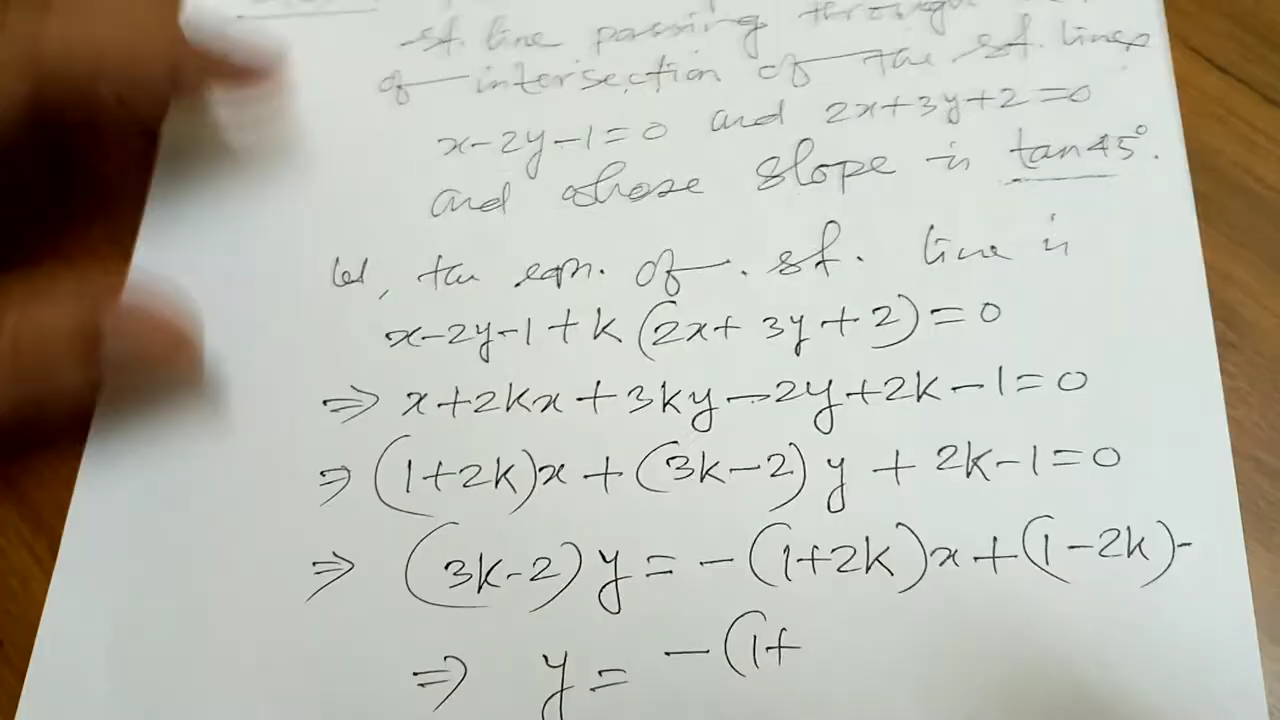 st. line passing through
of intersection of the st. lines
x-2y-1=0 and 2x+3y+2=0
and whose slope is tan45°.
Let, the eqn. of. st. line is
x-2y-1+k(2x+3y+2)=0
⇒ x+2kx+3ky-2y+2k-1=0
⇒ (1+2k)x+(3k-2)y+2k-1=0
⇒ (3k-2)y=-(1+2k)x+(1-2k)-
⇒ y=-(1+